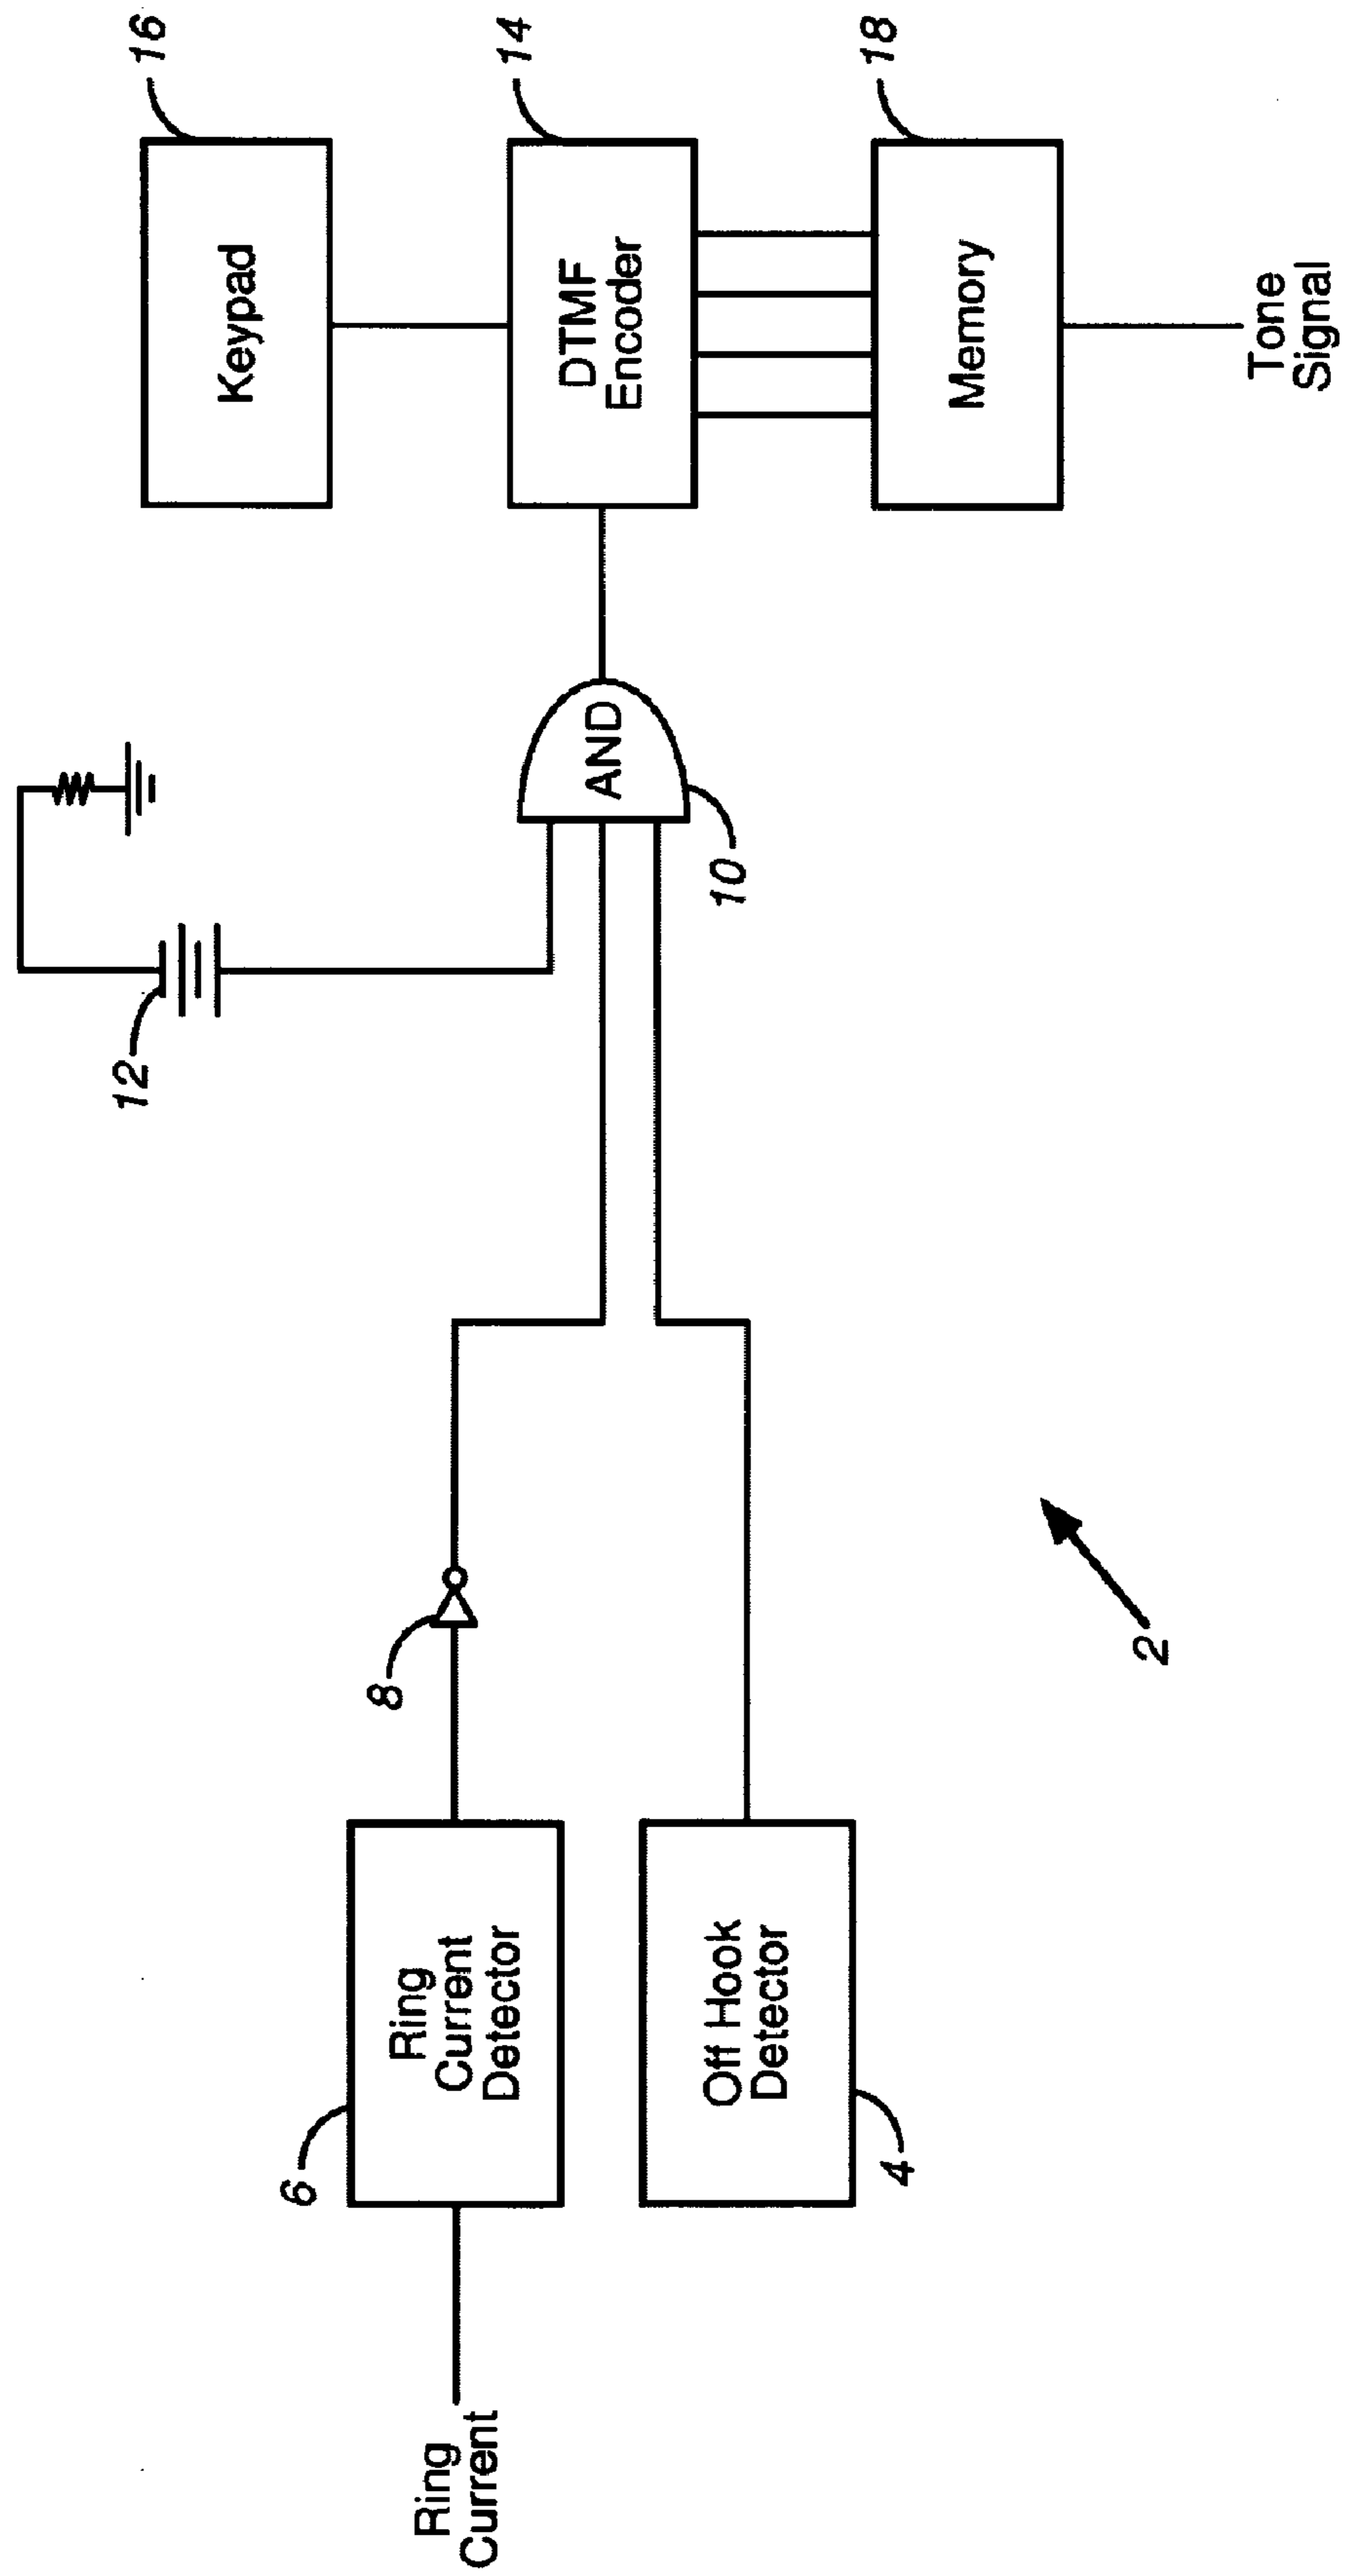 12
Keypad
16
Ring
Current
6
Ring
Current
Detector
8
AND
10
DTMF
Encoder
14
Off Hook
Detector
4
Memory
18
2
Tone
Signal